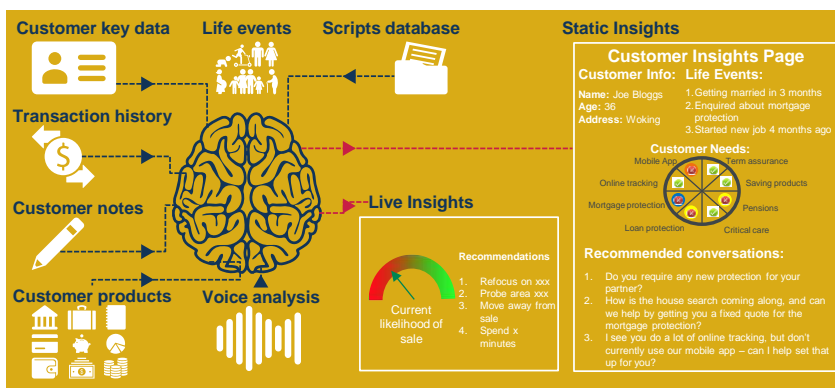 Customer key data
Life events
Scripts database
Static Insights
Transaction history
Customer notes
Customer products
Voice analysis
Live Insights
Current
likelihood of
sale
Recommendations
1. Refocus on xxx
2. Probe area xxx
3. Move away from
sale
4. Spend x
minutes
Customer Insights Page
Customer Info:
Name: Joe Bloggs
Age: 36
Address: Woking
Life Events:
1.Getting married in 3 months
2.Enquired about mortgage
protection
3.Started new job 4 months ago
Customer Needs:
Mobile App
Term assurance
Online tracking
Saving products
Mortgage protection
Pensions
Loan protection
Critical care
Recommended conversations:
1. Do you require any new protection for your
partner?
2. How is the house search coming along, and can
we help by getting you a fixed quote for the
mortgage protection?
3. I see you do a lot of online tracking, but don't
currently use our mobile app – can I help set that
up for you?